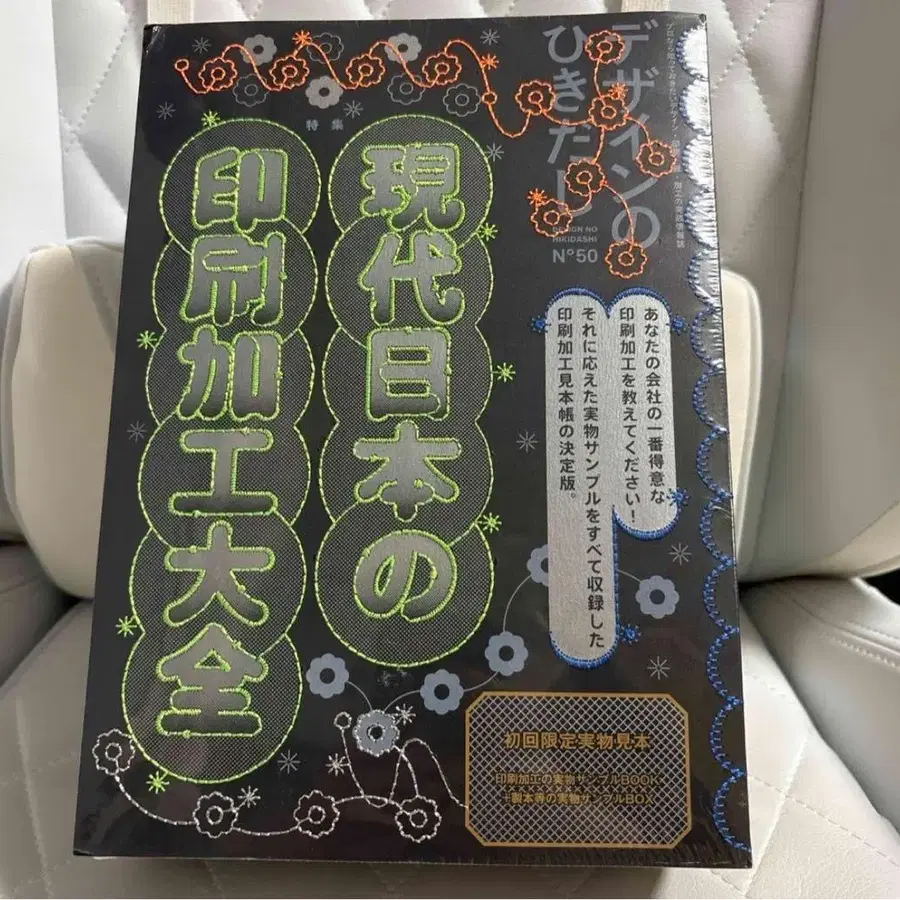 デザインの
ひきだし
DESIGN NO
HIKIDASHI
Nº50
特集
現代日本の
印刷加工大全
あなたの会社の一番得意な
印刷加工を教えてください!
それに応えた実物サンプルをすべて収録した
印刷加工見本帳の決定版。
初回限定実物見本
印刷加工の実物サンプルBOOK
+製本等の実物サンプルBOX